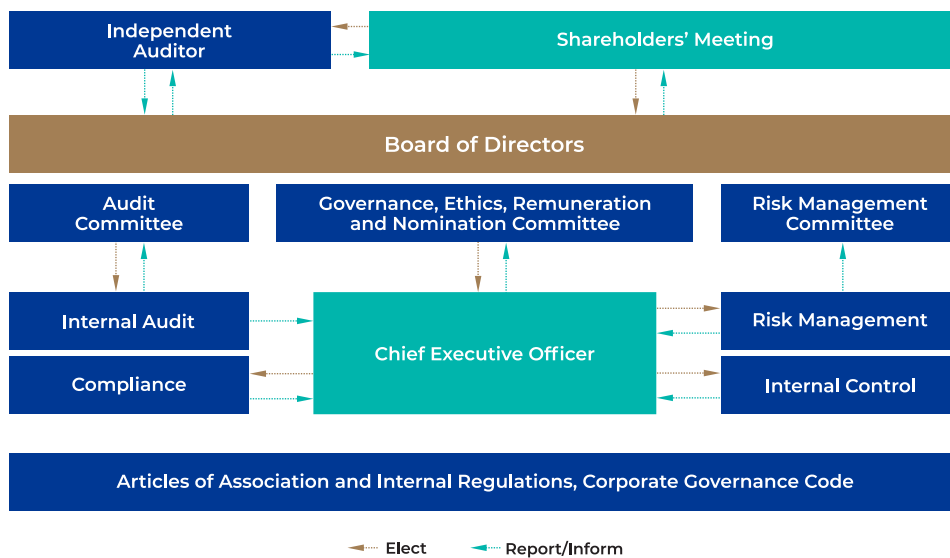 Independent
Auditor
Shareholders’ Meeting
Board of Directors
Audit
Committee
Governance, Ethics, Remuneration
and Nomination Committee
Risk Management
Committee
Internal Audit
Chief Executive Officer
Risk Management
Compliance
Internal Control
Articles of Association and Internal Regulations, Corporate Governance Code
Elect
Report/Inform